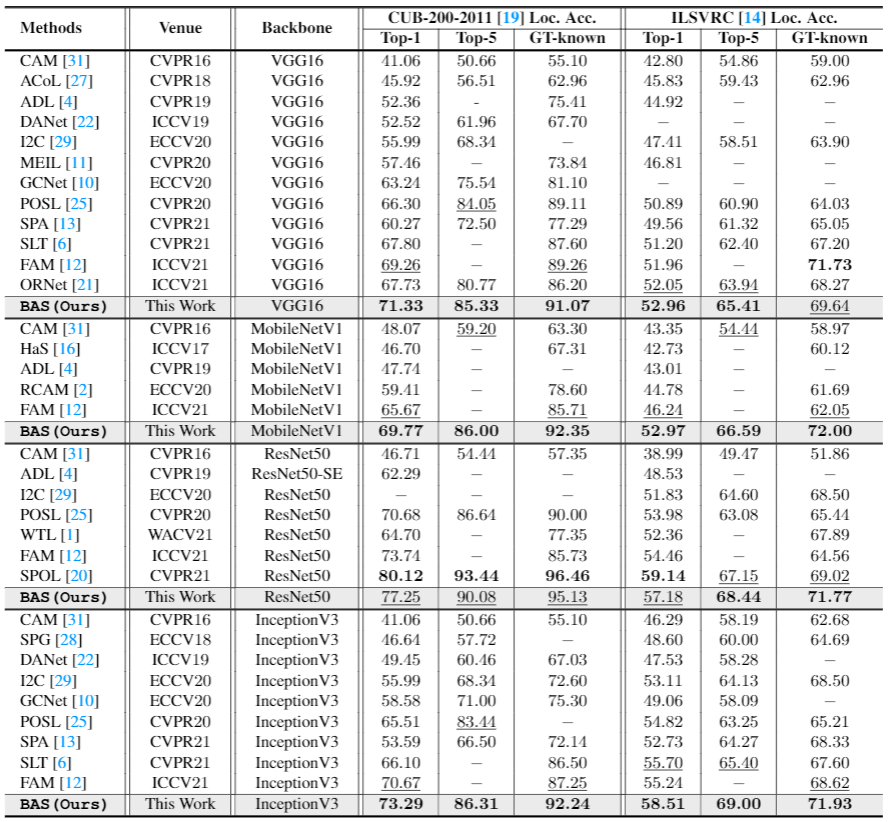 Methods Venue Backbone CUB-200-2011 [19] Loc. Acc. ILSVRC [14] Loc. Acc.
Top-1 Top-5 GT-known Top-1 Top-5 GT-known
CAM [31] CVPR16 VGG16 41.06 50.66 55.10 42.80 54.86 59.00
ACoL [27] CVPR18 VGG16 45.92 56.51 62.96 45.83 59.43 62.96
ADL [4] CVPR19 VGG16 52.36 - 75.41 44.92 — —
DANet [22] ICCV19 VGG16 52.52 61.96 67.70 — — —
I2C [29] ECCV20 VGG16 55.99 68.34 — 47.41 58.51 63.90
MEIL [11] CVPR20 VGG16 57.46 — 73.84 46.81 — —
GCNet [10] ECCV20 VGG16 63.24 75.54 81.10 — — —
POSL [25] CVPR20 VGG16 66.30 84.05 89.11 50.89 60.90 64.03
SPA [13] CVPR21 VGG16 60.27 72.50 77.29 49.56 61.32 65.05
SLT [6] CVPR21 VGG16 67.80 — 87.60 51.20 62.40 67.20
FAM [12] ICCV21 VGG16 69.26 — 89.26 51.96 — 71.73
ORNet [21] ICCV21 VGG16 67.73 80.77 86.20 52.05 63.94 68.27
BAS(Ours) This Work VGG16 71.33 85.33 91.07 52.96 65.41 69.64
CAM [31] CVPR16 MobileNetV1 48.07 59.20 63.30 43.35 54.44 58.97
HaS [16] ICCV17 MobileNetV1 46.70 — 67.31 42.73 — 60.12
ADL [4] CVPR19 MobileNetV1 47.74 — — 43.01 — —
RCAM [2] ECCV20 MobileNetV1 59.41 — 78.60 44.78 — 61.69
FAM [12] ICCV21 MobileNetV1 65.67 — 85.71 46.24 — 62.05
BAS(Ours) This Work MobileNetV1 69.77 86.00 92.35 52.97 66.59 72.00
CAM [31] CVPR16 ResNet50 46.71 54.44 57.35 38.99 49.47 51.86
ADL [4] CVPR19 ResNet50-SE 62.29 — — 48.53 — —
I2C [29] ECCV20 ResNet50 — — — 51.83 64.60 68.50
POSL [25] CVPR20 ResNet50 70.68 86.64 90.00 53.98 63.08 65.44
WTL [1] WACV21 ResNet50 64.70 — 77.35 52.36 — 67.89
FAM [12] ICCV21 ResNet50 73.74 — 85.73 54.46 — 64.56
SPOL [20] CVPR21 ResNet50 80.12 93.44 96.46 59.14 67.15 69.02
BAS(Ours) This Work ResNet50 77.25 90.08 95.13 57.18 68.44 71.77
CAM [31] CVPR16 InceptionV3 41.06 50.66 55.10 46.29 58.19 62.68
SPG [28] ECCV18 InceptionV3 46.64 57.72 — 48.60 60.00 64.69
DANet [22] ICCV19 InceptionV3 49.45 60.46 67.03 47.53 58.28 —
I2C [29] ECCV20 InceptionV3 55.99 68.34 72.60 53.11 64.13 68.50
GCNet [10] ECCV20 InceptionV3 58.58 71.00 75.30 49.06 58.09 —
POSL [25] CVPR20 InceptionV3 65.51 83.44 — 54.82 63.25 65.21
SPA [13] CVPR21 InceptionV3 53.59 66.50 72.14 52.73 64.27 68.33
SLT [6] CVPR21 InceptionV3 66.10 — 86.50 55.70 65.40 67.60
FAM [12] ICCV21 InceptionV3 70.67 — 87.25 55.24 — 68.62
BAS(Ours) This Work InceptionV3 73.29 86.31 92.24 58.51 69.00 71.93